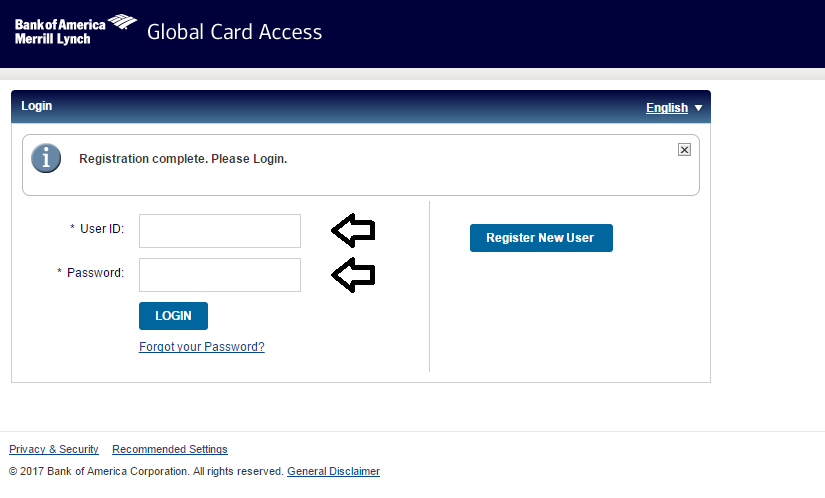 Bank of America
Merrill Lynch
Global Card Access
Login
English
Registration complete. Please Login.
* User ID:
* Password:
LOGIN
Forgot your Password?
Register New User
Privacy & Security Recommended Settings
© 2017 Bank of America Corporation. All rights reserved. General Disclaimer